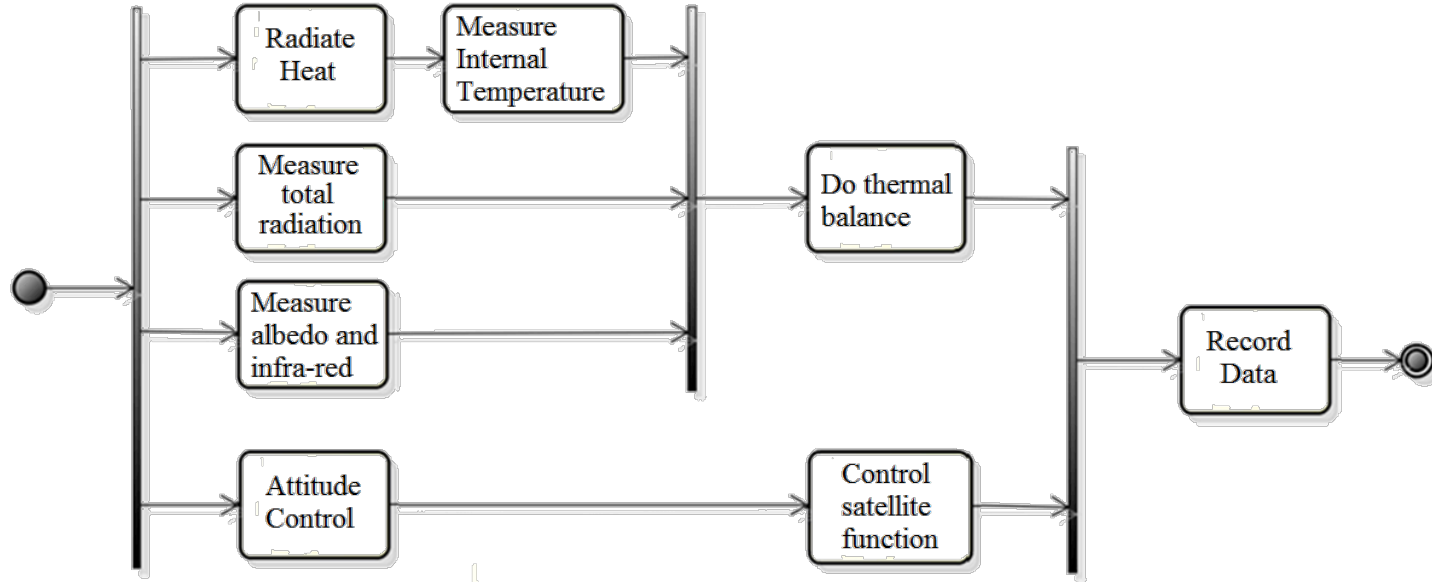 Radiate
Heat
Measure
Internal
Temperature
Measure
total
radiation
Do thermal
balance
Measure
albedo and
infra-red
Record
Data
Attitude
Control
Control
satellite
function